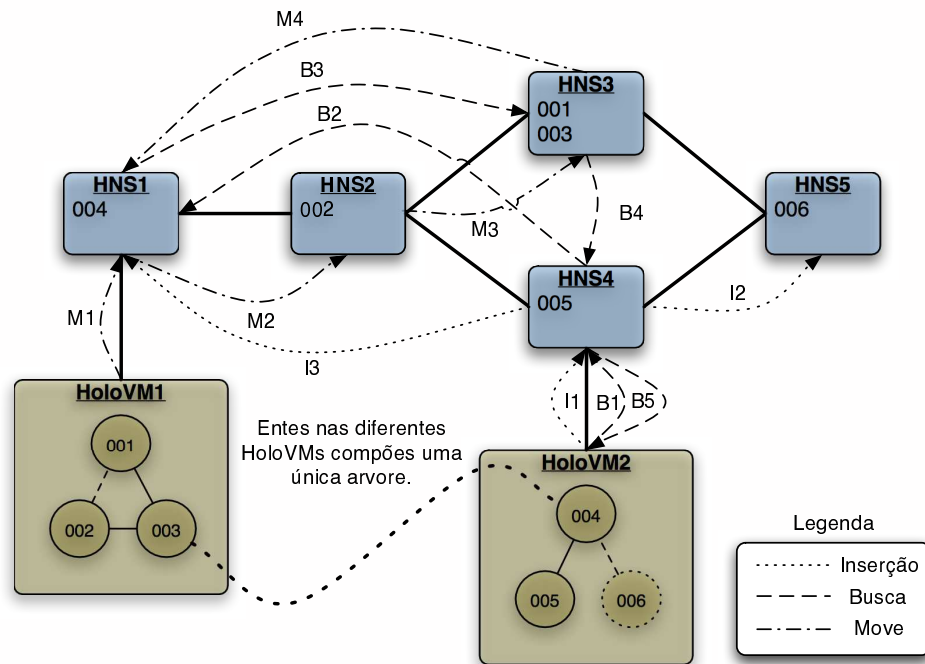 M4
B3
B2
HNS3
001
003
HNS1
004
HNS2
002
HNS5
006
M3
B4
HNS4
005
M1
M2
I2
I3
I1
B1
B5
HoloVM1
001
002
003
Entes nas diferentes
HoloVMs compões uma
única arvore.
HoloVM2
004
005
006
Legenda
Inserção
Busca
Move